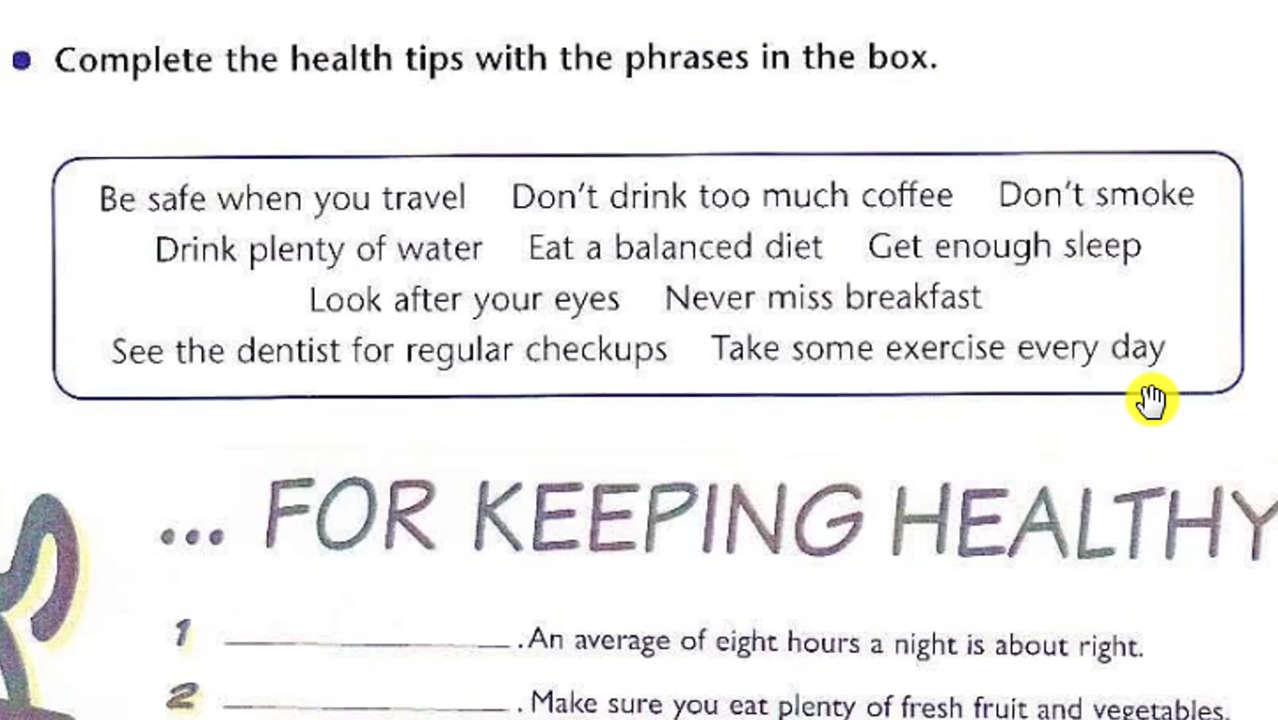 Complete the health tips with the phrases in the box.
Be safe when you travel Don't drink too much coffee Don't smoke
Drink plenty of water Eat a balanced diet Get enough sleep
Look after your eyes Never miss breakfast
See the dentist for regular checkups Take some exercise every day
... FOR KEEPING HEALTHY
1 ____________. An average of eight hours a night is about right.
2 ____________. Make sure you eat plenty of fresh fruit and vegetables.